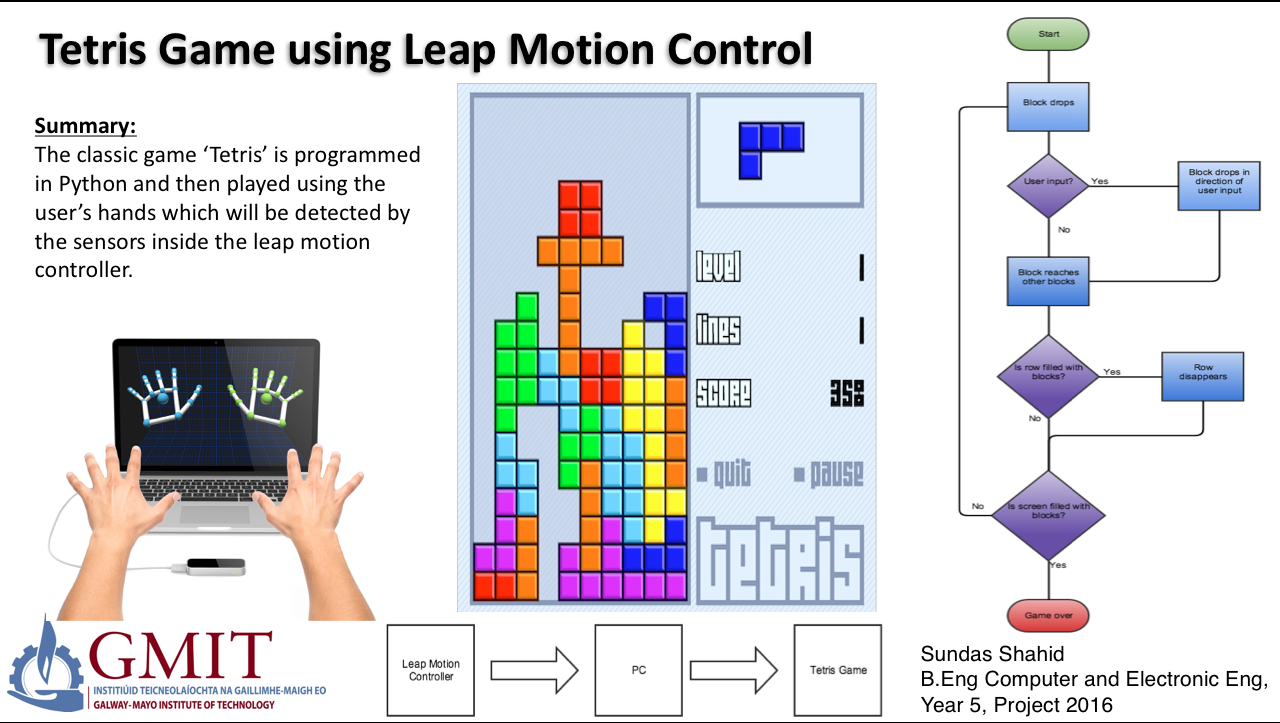 Tetris Game using Leap Motion Control
Summary:
The classic game ‘Tetris’ is programmed
in Python and then played using the
user’s hands which will be detected by
the sensors inside the leap motion
controller.
level 1
lines 1
score 358
quit pause
tetris
Start
Block drops
User input?
Yes
Block drops in
direction of
user input
No
Block reaches
other blocks
Is row filled with
blocks?
Yes
Row
disappears
No
Is screen filled with
blocks?
No
Yes
Game over
GMIT
INSTITIÚID TEICNEOLAÍOCHTA NA GAILLIMHE-MAIGH EO
GALWAY-MAYO INSTITUTE OF TECHNOLOGY
Leap Motion
Controller
PC
Tetris Game
Sundas Shahid
B.Eng Computer and Electronic Eng,
Year 5, Project 2016